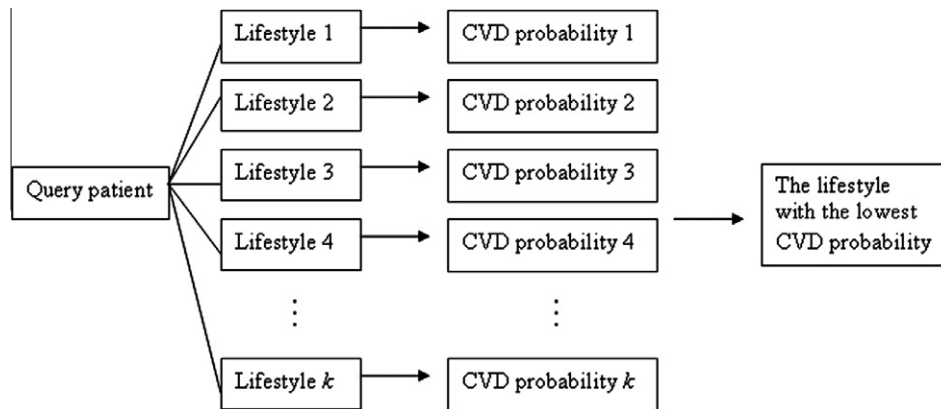 Lifestyle 1
CVD probability 1
Lifestyle 2
CVD probability 2
Query patient
Lifestyle 3
CVD probability 3
Lifestyle 4
CVD probability 4
The lifestyle
with the lowest
CVD probability
⋮
⋮
Lifestyle k
CVD probability k